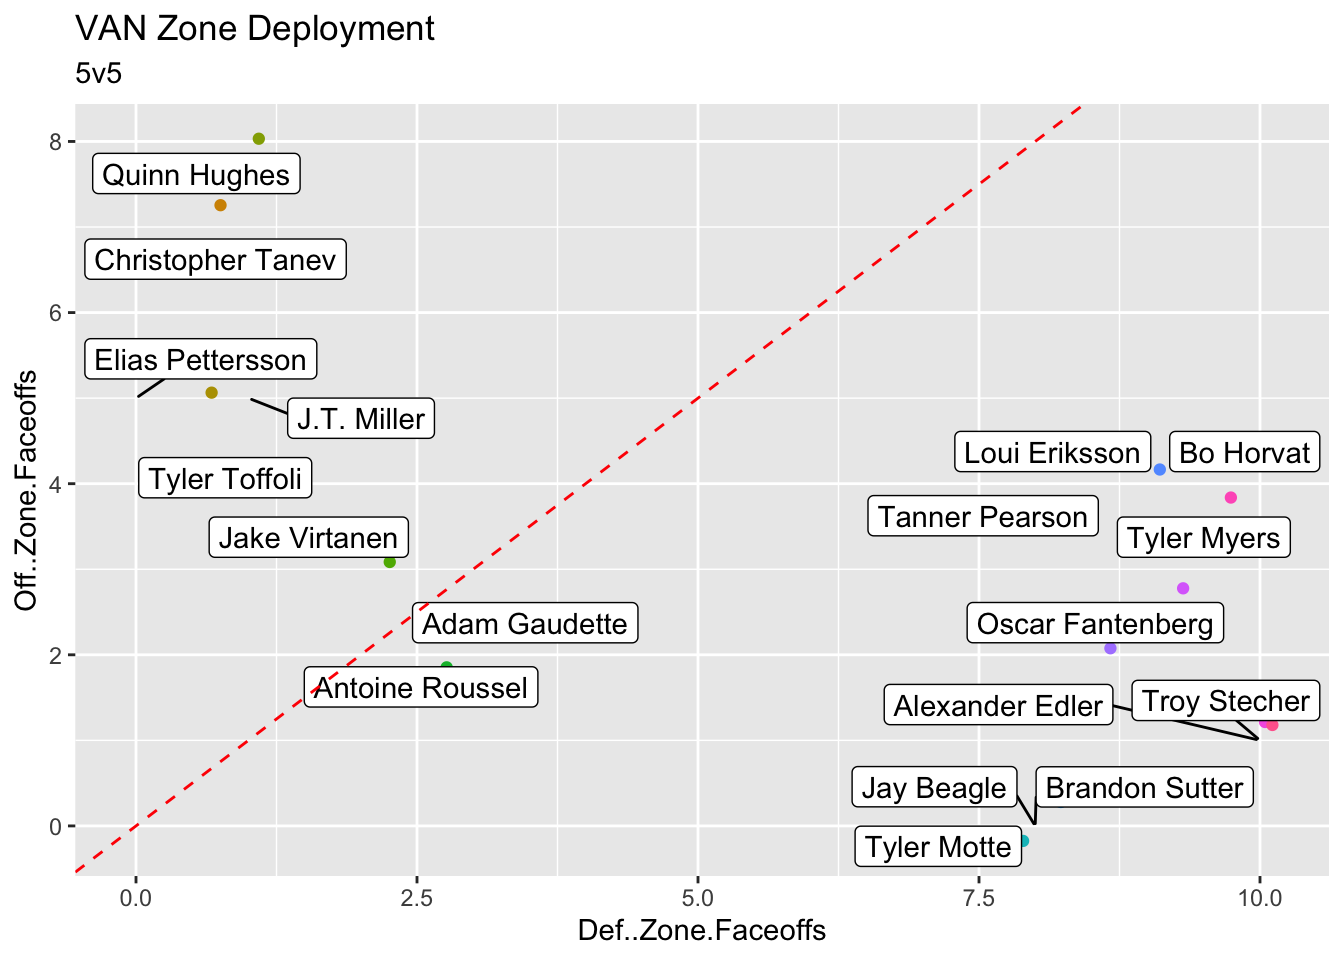 VAN Zone Deployment
5v5
8
Quinn Hughes
Christopher Tanev
6
Elias Pettersson
J.T. Miller
Loui Eriksson
Bo Horvat
Tyler Toffoli
4
Tanner Pearson
Jake Virtanen
Tyler Myers
Adam Gaudette
Oscar Fantenberg
2
Antoine Roussel
Alexander Edler
Troy Stecher
Jay Beagle
Brandon Sutter
0
Tyler Motte
Off..Zone.Faceoffs
0.0
2.5
5.0
7.5
10.0
Def..Zone.Faceoffs